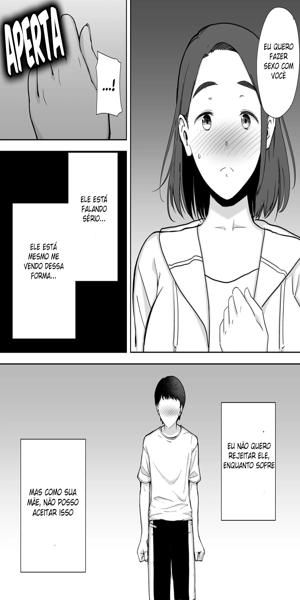 EU QUERO
FAZER
SEXO COM
VOCÊ
APERTA
...!
ELE ESTÁ
FALANDO
SÉRIO...
ELE ESTÁ
MESMO ME
VENDO DESSA
FORMA...
EU NÃO QUERO
REJEITAR ELE,
ENQUANTO SOFRE
MAS COMO SUA
MÃE, NÃO POSSO
ACEITAR ISSO